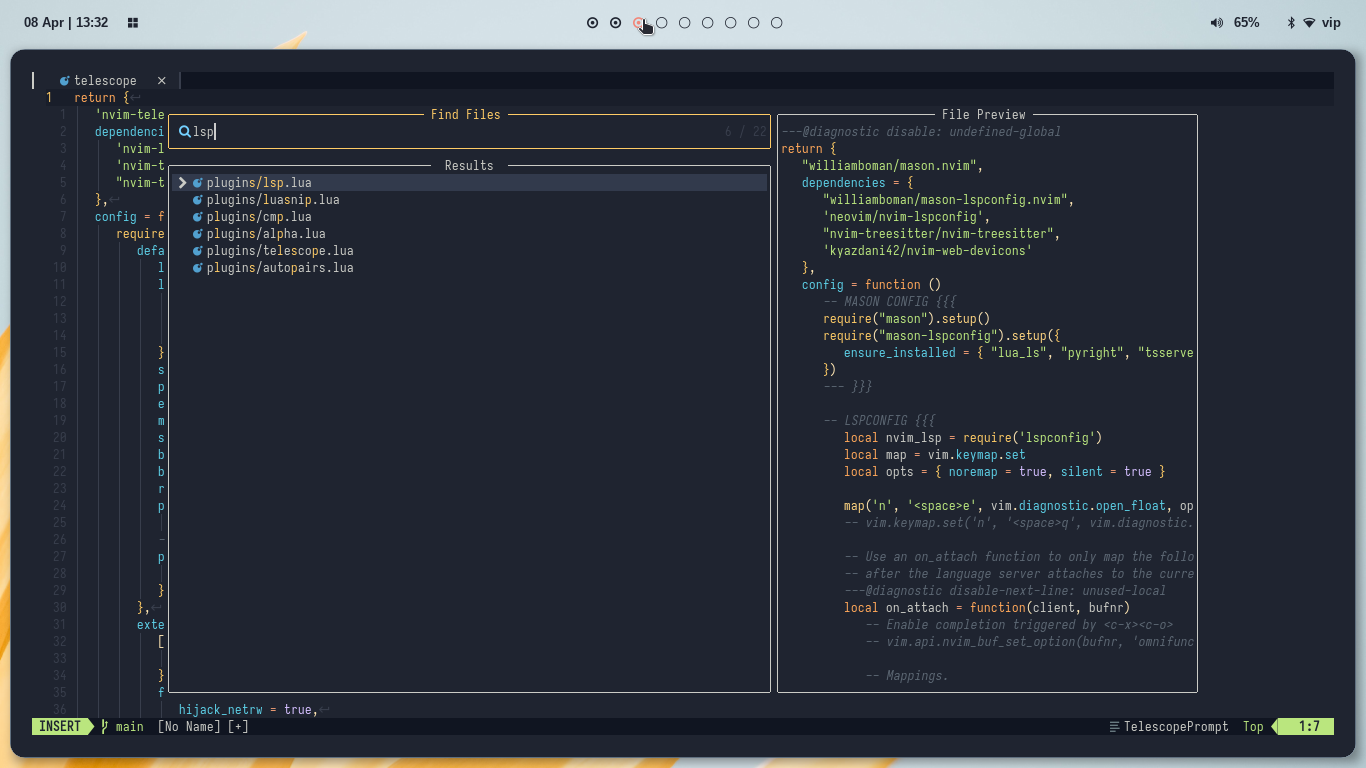 08 Apr | 13:32
65%
vip
telescope ✕
1 return {
1 'nvim-tele
2 dependenci
3 'nvim-l
4 'nvim-t
5 "nvim-t
6 },
7 config = f
8 require
9 defa
10 l
11 l
12
13
14
15 }
16 s
17 p
18 e
19 m
20 s
21 b
22 b
23 r
24 p
25
26 -
27 p
28
29 }
30 },
31 exte
32 [
33
34 }
35 f
36 hijack_netrw = true,
Find Files
lsp
6 / 22
Results
plugins/lsp.lua
plugins/luasnip.lua
plugins/cmp.lua
plugins/alpha.lua
plugins/telescope.lua
plugins/autopairs.lua
File Preview
---@diagnostic disable: undefined-global
return {
"williamboman/mason.nvim",
dependencies = {
"williamboman/mason-lspconfig.nvim",
'neovim/nvim-lspconfig',
"nvim-treesitter/nvim-treesitter",
'kyazdani42/nvim-web-devicons'
},
config = function ()
-- MASON CONFIG {{{
require("mason").setup()
require("mason-lspconfig").setup({
ensure_installed = { "lua_ls", "pyright", "tsserve
})
--- }}}
-- LSPCONFIG {{{
local nvim_lsp = require('lspconfig')
local map = vim.keymap.set
local opts = { noremap = true, silent = true }
map('n', '<space>e', vim.diagnostic.open_float, op
-- vim.keymap.set('n', '<space>q', vim.diagnostic.
-- Use an on_attach function to only map the follo
-- after the language server attaches to the curre
---@diagnostic disable-next-line: unused-local
local on_attach = function(client, bufnr)
-- Enable completion triggered by <c-x><c-o>
-- vim.api.nvim_buf_set_option(bufnr, 'omnifunc
-- Mappings.
INSERT main [No Name] [+]
TelescopePrompt Top 1:7